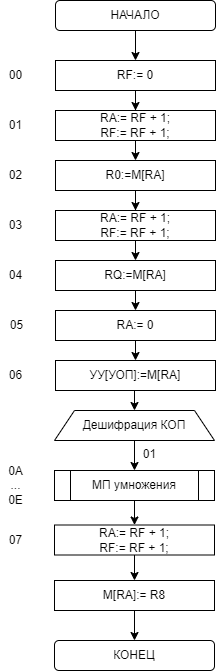 НАЧАЛО
00
RF:= 0
01
RA:= RF + 1;
RF:= RF + 1;
02
R0:=M[RA]
03
RA:= RF + 1;
RF:= RF + 1;
04
RQ:=M[RA]
05
RA:= 0
06
УУ[УОП]:=M[RA]
Дешифрация КОП
01
0A
...
0E
МП умножения
07
RA:= RF + 1;
RF:= RF + 1;
M[RA]:= R8
КОНЕЦ